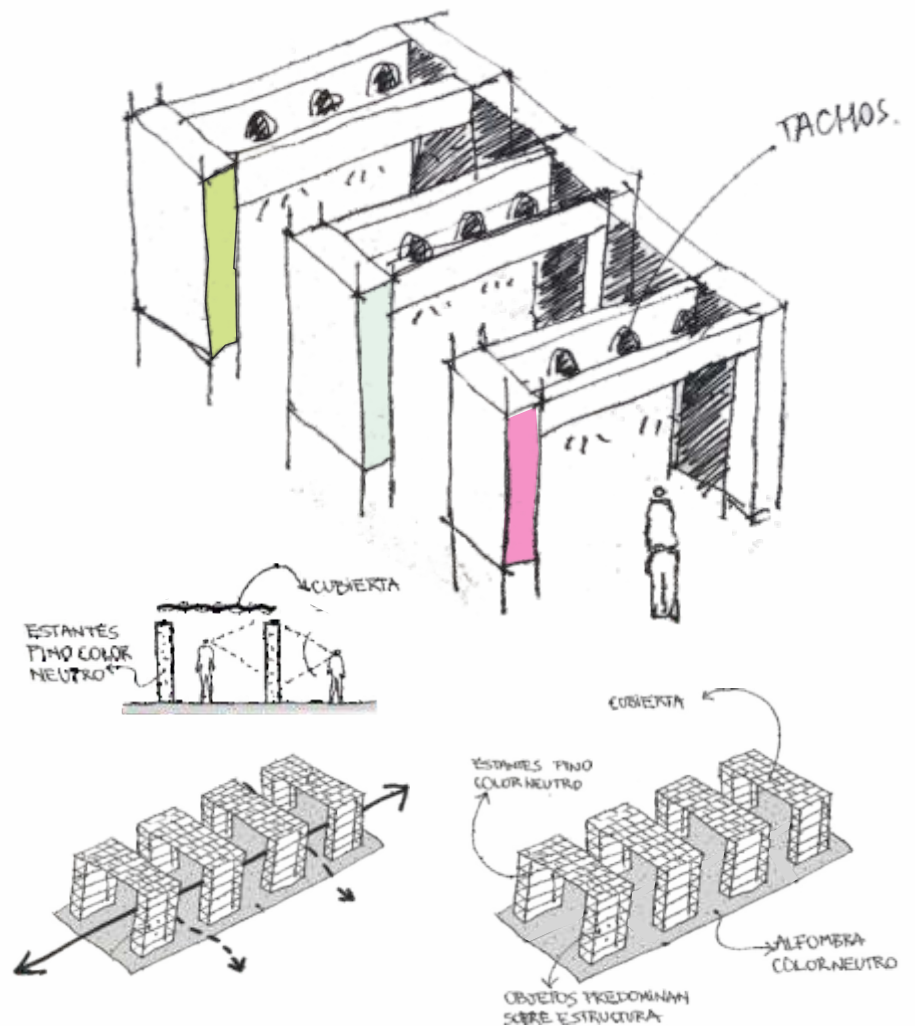 TACHOS.
CUBIERTA
ESTANTES
PINO COLOR
NEUTRO
CUBIERTA
ESTANTES PINO
COLOR NEUTRO
ALFOMBRA
COLOR NEUTRO
OBJETOS PREDOMINAN
SOBRE ESTRUCTURA